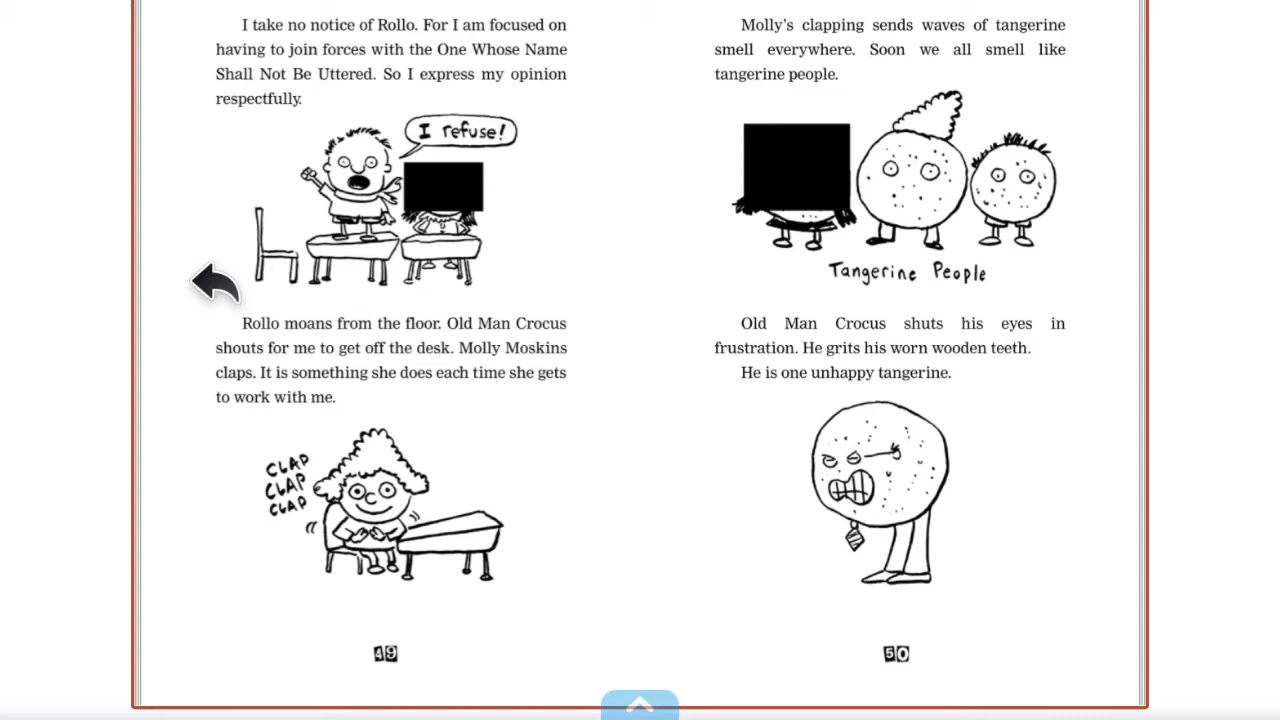 I take no notice of Rollo. For I am focused on
having to join forces with the One Whose Name
Shall Not Be Uttered. So I express my opinion
respectfully.
I refuse!
Rollo moans from the floor. Old Man Crocus
shouts for me to get off the desk. Molly Moskins
claps. It is something she does each time she gets
to work with me.
CLAP
CLAP
CLAP
49
Molly’s clapping sends waves of tangerine
smell everywhere. Soon we all smell like
tangerine people.
Tangerine People
Old Man Crocus shuts his eyes in
frustration. He grits his worn wooden teeth.
He is one unhappy tangerine.
50